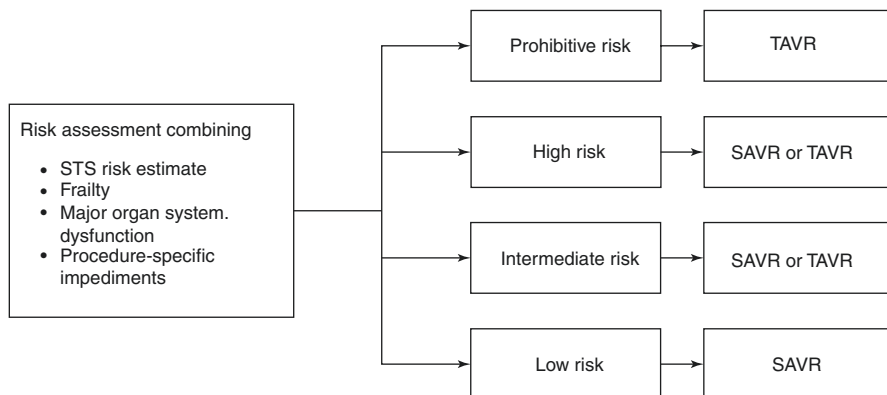 Risk assessment combining
• STS risk estimate
• Frailty
• Major organ system.
dysfunction
• Procedure-specific
impediments
Prohibitive risk
TAVR
High risk
SAVR or TAVR
Intermediate risk
SAVR or TAVR
Low risk
SAVR